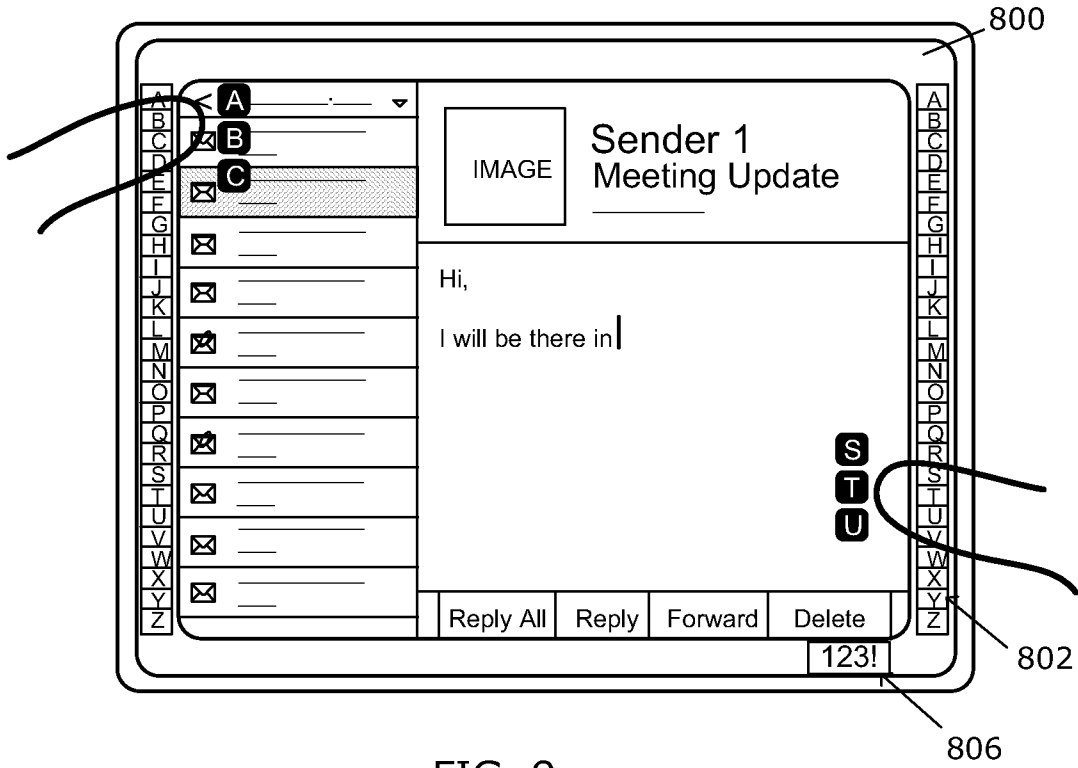 800
A
B
C
D
E
F
G
H
I
J
K
L
M
N
O
P
Q
R
S
T
U
V
W
X
Y
Z
A
B
C
IMAGE
Sender 1
Meeting Update
Hi,
I will be there in
S
T
U
Reply All Reply Forward Delete
123!
A
B
C
D
E
F
G
H
I
J
K
L
M
N
O
P
Q
R
S
T
U
V
W
X
Y
Z
802
806
FIG.